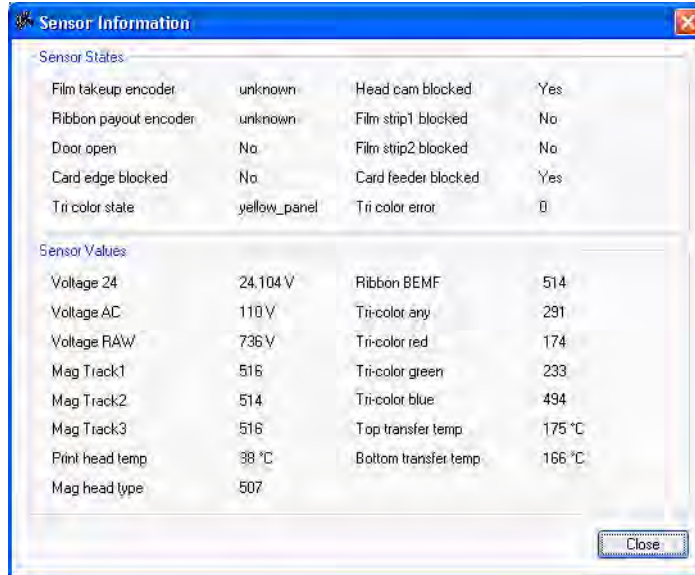 Sensor Information
Sensor States
Film takeup encoder unknown Head cam blocked Yes
Ribbon payout encoder unknown Film strip1 blocked No
Door open No Film strip2 blocked No
Card edge blocked No Card feeder blocked Yes
Tri color state yellow_panel Tri color error 0
Sensor Values
Voltage 24 24.104 V Ribbon BEMF 514
Voltage AC 110 V Tri-color any 291
Voltage RAW 736 V Tri-color red 174
Mag Track1 516 Tri-color green 233
Mag Track2 514 Tri-color blue 494
Mag Track3 516 Top transfer temp 175 °C
Print head temp 38 °C Bottom transfer temp 166 °C
Mag head type 507
Close